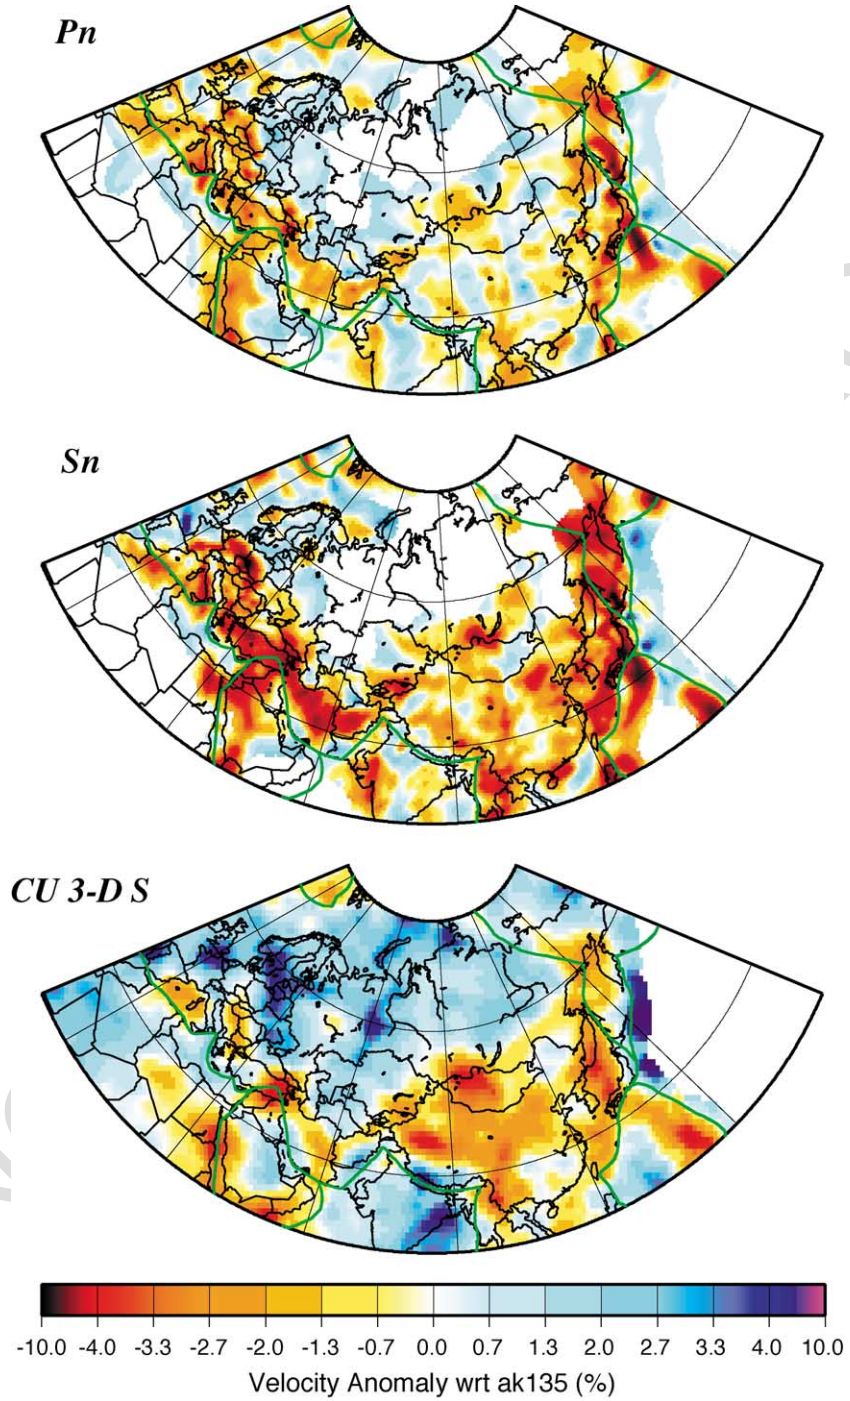 Pn
Sn
CU 3-D S
-10.0 -4.0 -3.3 -2.7 -2.0 -1.3 -0.7 0.0 0.7 1.3 2.0 2.7 3.3 4.0 10.0
Velocity Anomaly wrt ak135 (%)